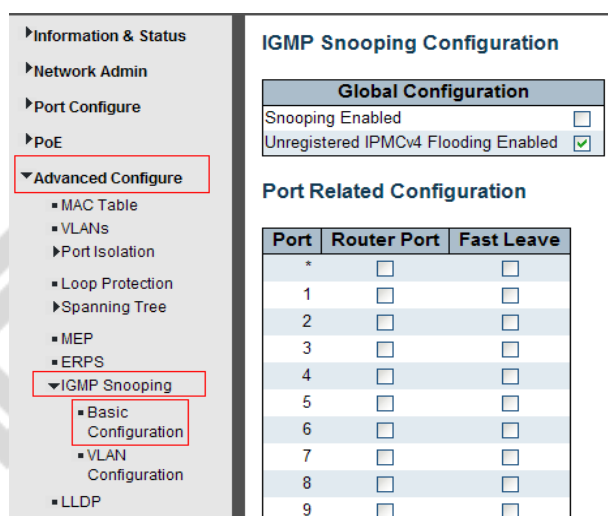 Information & Status
Network Admin
Port Configure
PoE
Advanced Configure
MAC Table
VLANs
Port Isolation
Loop Protection
Spanning Tree
MEP
ERPS
IGMP Snooping
Basic
Configuration
VLAN
Configuration
LLDP
IGMP Snooping Configuration
Global Configuration
Snooping Enabled
Unregistered IPMCv4 Flooding Enabled
Port Related Configuration
Port Router Port Fast Leave
*
1
2
3
4
5
6
7
8
9